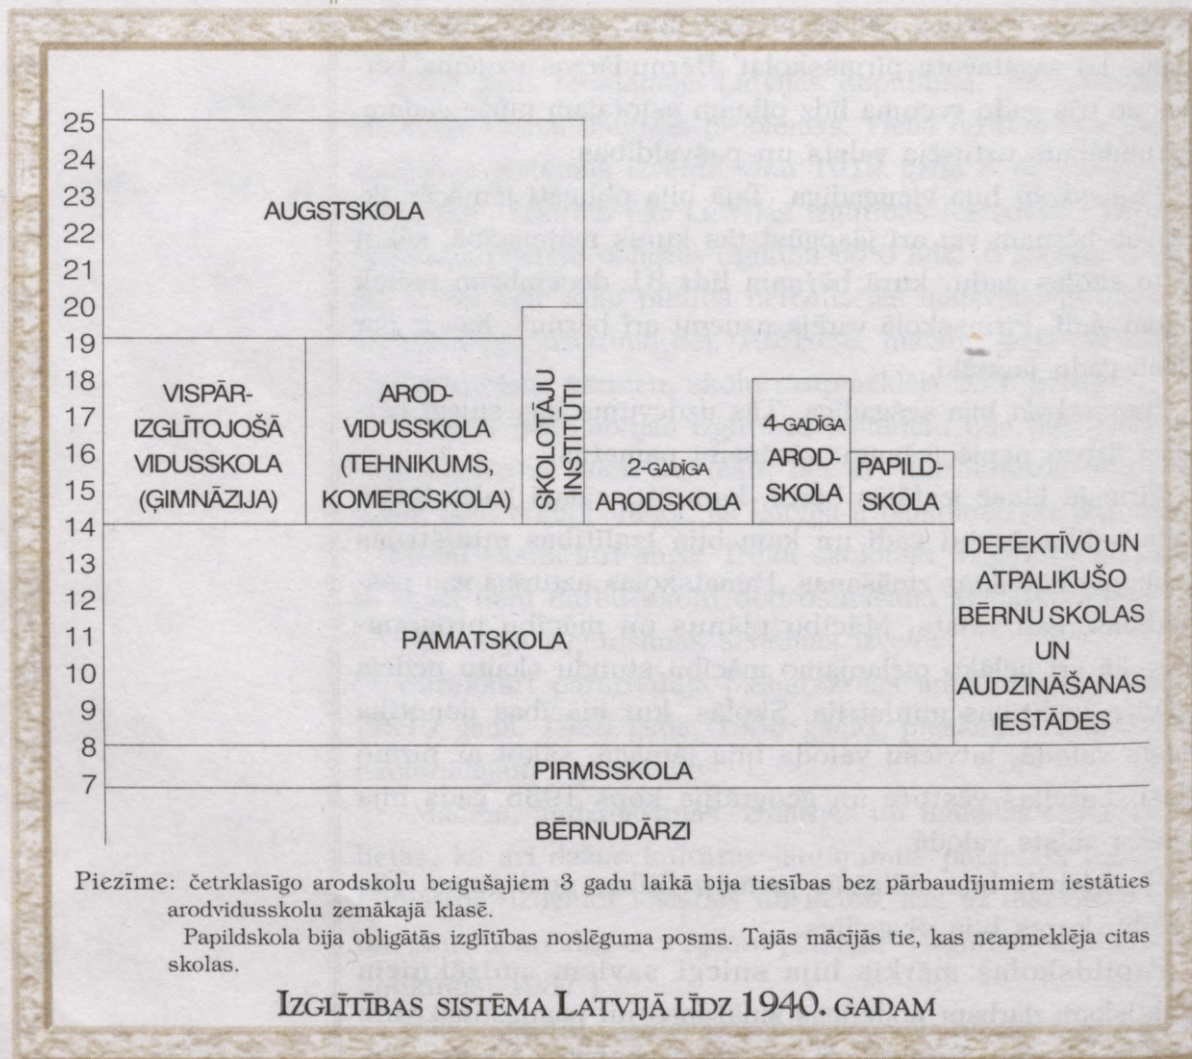 25
24
23
22
21
20
19
18
17
16
15
14
13
12
11
10
9
8
7
AUGSTSKOLA
VISPĀR-
IZGLĪTOJOŠĀ
VIDUSSKOLA
(ĢIMNĀZIJA)
AROD-
VIDUSSKOLA
(TEHNIKUMS,
KOMERCSKOLA)
SKOLOTĀJU
INSTITŪTI
2-GADĪGA
ARODSKOLA
4-GADĪGA
AROD-
SKOLA
PAPILD-
SKOLA
DEFEKTĪVO UN
ATPALIKUŠO
BĒRNU SKOLAS
UN
AUDZINĀŠANAS
IESTĀDES
PAMATSKOLA
PIRMSSKOLA
BĒRNUDĀRZI
Piezīme: četrklasīgo arodskolu beigušajiem 3 gadu laikā bija tiesības bez pārbaudījumiem iestāties
arodvidusskolu zemākajā klasē.
Papildskola bija obligātās izglītības noslēguma posms. Tajās mācījās tie, kas neapmeklēja citas
skolas.
IZGLĪTĪBAS SISTĒMA LATVIJĀ LĪDZ 1940. GADAM